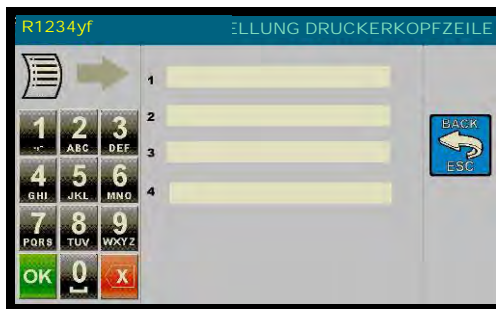 R1234yf
ELLUNG DRUCKERKOPFZEILE
1
2
3
4
1
2 ABC
3 DEF
4 GHI
5 JKL
6 MNO
7 PQRS
8 TUV
9 WXYZ
OK
0
X
BACK
ESC